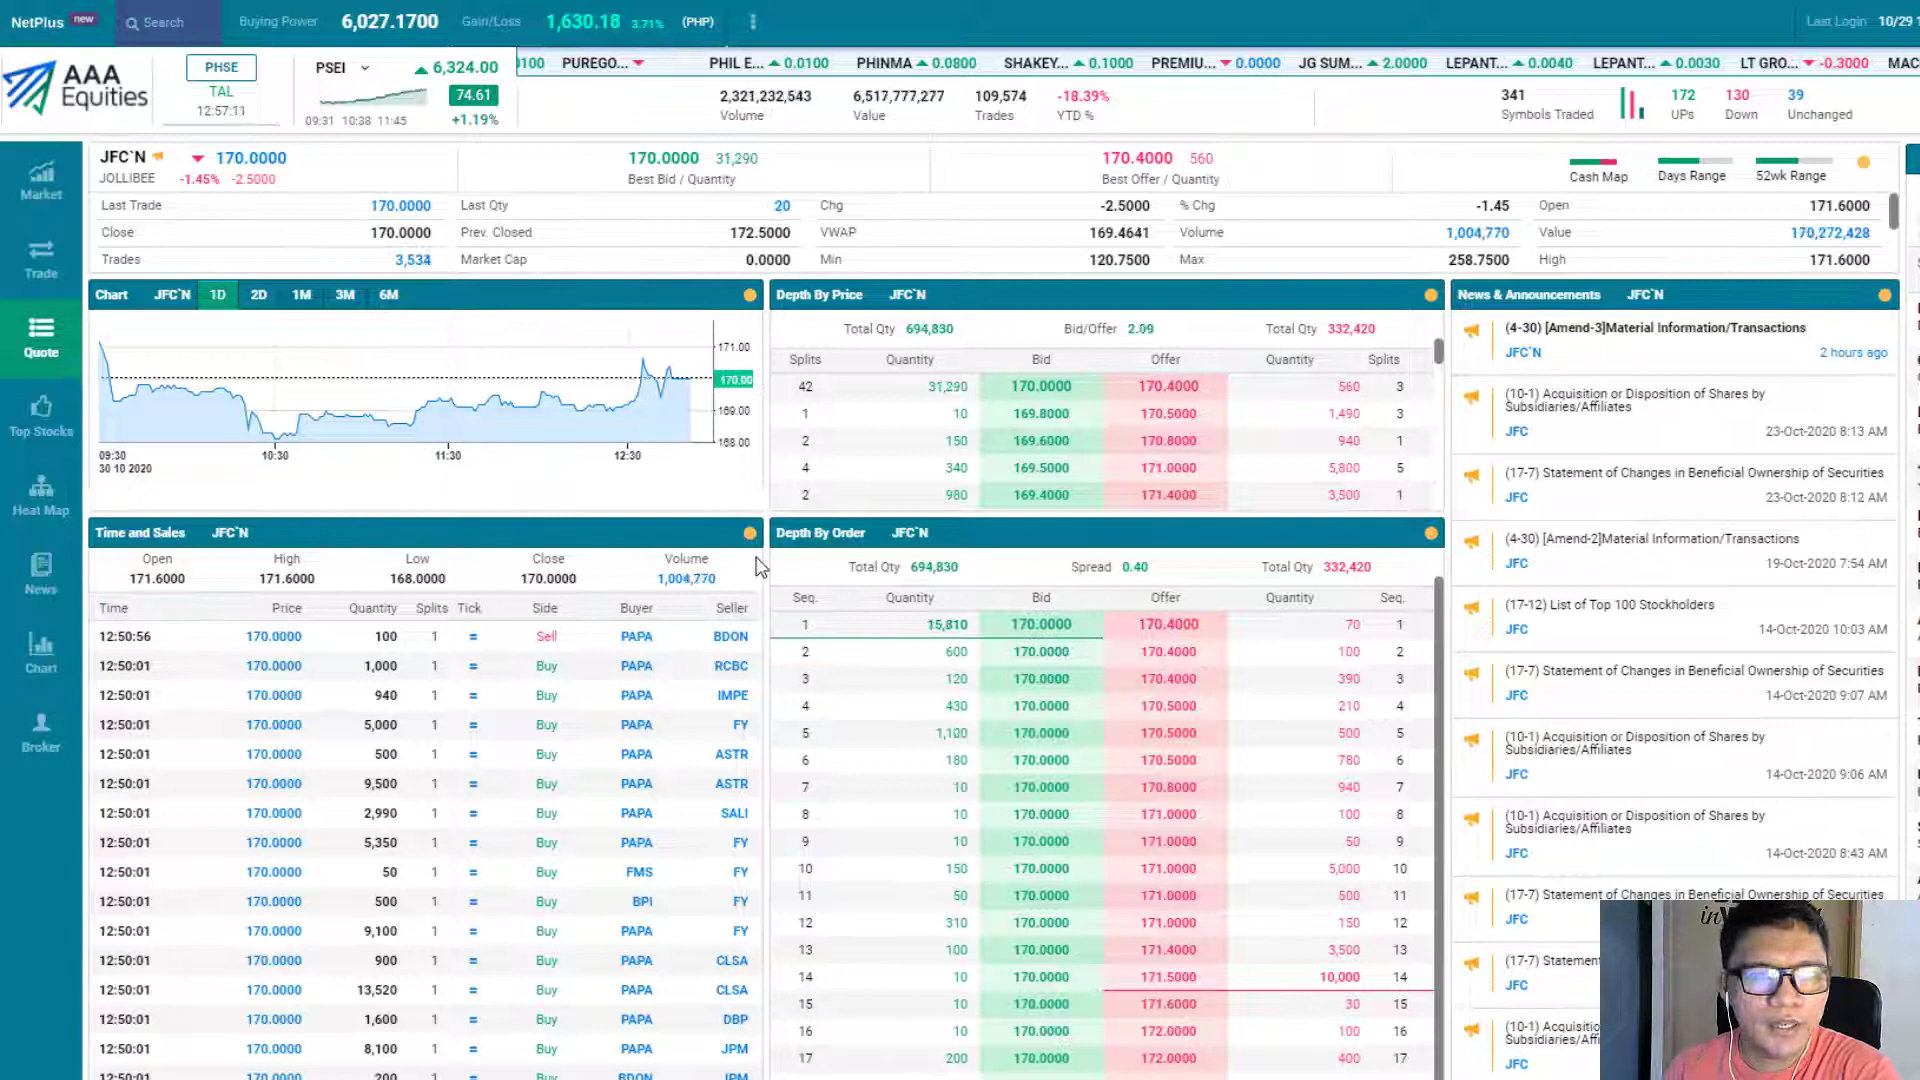 NetPlus new Search Buying Power 6,027.1700 Gain/Loss 1,630.18 3.71% (PHP) Last Login 10/29
AAA Equities PHSE TAL 12:57:11
PSEI 6,324.00 74.61 +1.19%
09:31 10:38 11:45
0100 PUREGO... PHIL E... 0.0100 PHINMA 0.0800 SHAKEY... 0.1000 PREMIU... 0.0000 JG SUM... 2.0000 LEPANT... 0.0040 LEPANT... 0.0030 LT GRO... -0.3000 MAC
2,321,232,543 6,517,777,277 109,574 -18.39% 341 172 130 39
Volume Value Trades YTD % Symbols Traded UPs Down Unchanged
JFC`N 170.0000 170.0000 31,290 170.4000 560
JOLLIBEE -1.45% -2.5000 Best Bid / Quantity Best Offer / Quantity Cash Map Days Range 52wk Range
Last Trade 170.0000 Last Qty 20 Chg -2.5000 % Chg -1.45 Open 171.6000
Close 170.0000 Prev. Closed 172.5000 VWAP 169.4641 Volume 1,004,770 Value 170,272,428
Trades 3,534 Market Cap 0.0000 Min 120.7500 Max 258.7500 High 171.6000
Market
Trade
Quote
Top Stocks
Heat Map
News
Chart
Broker
Chart JFC`N 1D 2D 1M 3M 6M
171.00
170.00
169.00
168.00
09:30 10:30 11:30 12:30
30 10 2020
Depth By Price JFC`N
Total Qty 694,830 Bid/Offer 2.09 Total Qty 332,420
Splits Quantity Bid Offer Quantity Splits
42 31,290 170.0000 170.4000 560 3
1 10 169.8000 170.5000 1,490 3
2 150 169.6000 170.8000 940 1
4 340 169.5000 171.0000 5,800 5
2 980 169.4000 171.4000 3,500 1
Time and Sales JFC`N
Open High Low Close Volume
171.6000 171.6000 168.0000 170.0000 1,004,770
Time Price Quantity Splits Tick Side Buyer Seller
12:50:56 170.0000 100 1 = Sell PAPA BDON
12:50:01 170.0000 1,000 1 = Buy PAPA RCBC
12:50:01 170.0000 940 1 = Buy PAPA IMPE
12:50:01 170.0000 5,000 1 = Buy PAPA FY
12:50:01 170.0000 500 1 = Buy PAPA ASTR
12:50:01 170.0000 9,500 1 = Buy PAPA ASTR
12:50:01 170.0000 2,990 1 = Buy PAPA SALI
12:50:01 170.0000 5,350 1 = Buy PAPA FY
12:50:01 170.0000 50 1 = Buy FMS FY
12:50:01 170.0000 500 1 = Buy BPI FY
12:50:01 170.0000 9,100 1 = Buy PAPA FY
12:50:01 170.0000 900 1 = Buy PAPA CLSA
12:50:01 170.0000 13,520 1 = Buy PAPA CLSA
12:50:01 170.0000 1,600 1 = Buy PAPA DBP
12:50:01 170.0000 8,100 1 = Buy PAPA JPM
12:50:01 170.0000 200 1 = Buy BDON JPM
Depth By Order JFC`N
Total Qty 694,830 Spread 0.40 Total Qty 332,420
Seq. Quantity Bid Offer Quantity Seq.
1 15,810 170.0000 170.4000 70 1
2 600 170.0000 170.4000 100 2
3 120 170.0000 170.4000 390 3
4 430 170.0000 170.5000 210 4
5 1,100 170.0000 170.5000 500 5
6 180 170.0000 170.5000 780 6
7 10 170.0000 170.8000 940 7
8 10 170.0000 171.0000 100 8
9 10 170.0000 171.0000 50 9
10 150 170.0000 171.0000 5,000 10
11 50 170.0000 171.0000 500 11
12 310 170.0000 171.0000 150 12
13 100 170.0000 171.4000 3,500 13
14 10 170.0000 171.5000 10,000 14
15 10 170.0000 171.6000 30 15
16 10 170.0000 172.0000 100 16
17 200 170.0000 172.0000 400 17
News & Announcements JFC`N
(4-30) [Amend-3]Material Information/Transactions
JFC`N 2 hours ago
(10-1) Acquisition or Disposition of Shares by
Subsidiaries/Affiliates
JFC 23-Oct-2020 8:13 AM
(17-7) Statement of Changes in Beneficial Ownership of Securities
JFC 23-Oct-2020 8:12 AM
(4-30) [Amend-2]Material Information/Transactions
JFC 19-Oct-2020 7:54 AM
(17-12) List of Top 100 Stockholders
JFC 14-Oct-2020 10:03 AM
(17-7) Statement of Changes in Beneficial Ownership of Securities
JFC 14-Oct-2020 9:07 AM
(10-1) Acquisition or Disposition of Shares by
Subsidiaries/Affiliates
JFC 14-Oct-2020 9:06 AM
(10-1) Acquisition or Disposition of Shares by
Subsidiaries/Affiliates
JFC 14-Oct-2020 8:43 AM
(17-7) Statement of Changes in Beneficial Ownership of Securities
JFC
(17-7) Stateme
JFC
(10-1) Acquisitio
Subsidiaries/Affi
JFC